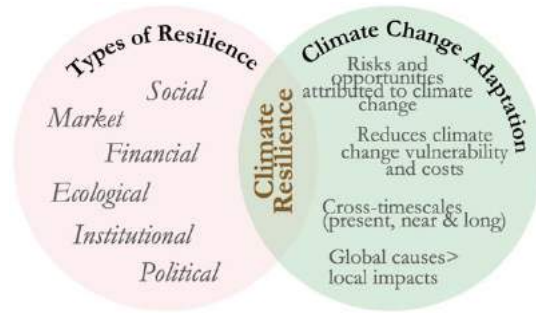 Types of Resilience
Social
Market
Financial
Ecological
Institutional
Political
Climate
Resilience
Climate Change Adaptation
Risks and
opportunities
attributed to climate
change
Reduces climate
change vulnerability
and costs
Cross-timescales
(present, near & long)
Global causes>
local impacts